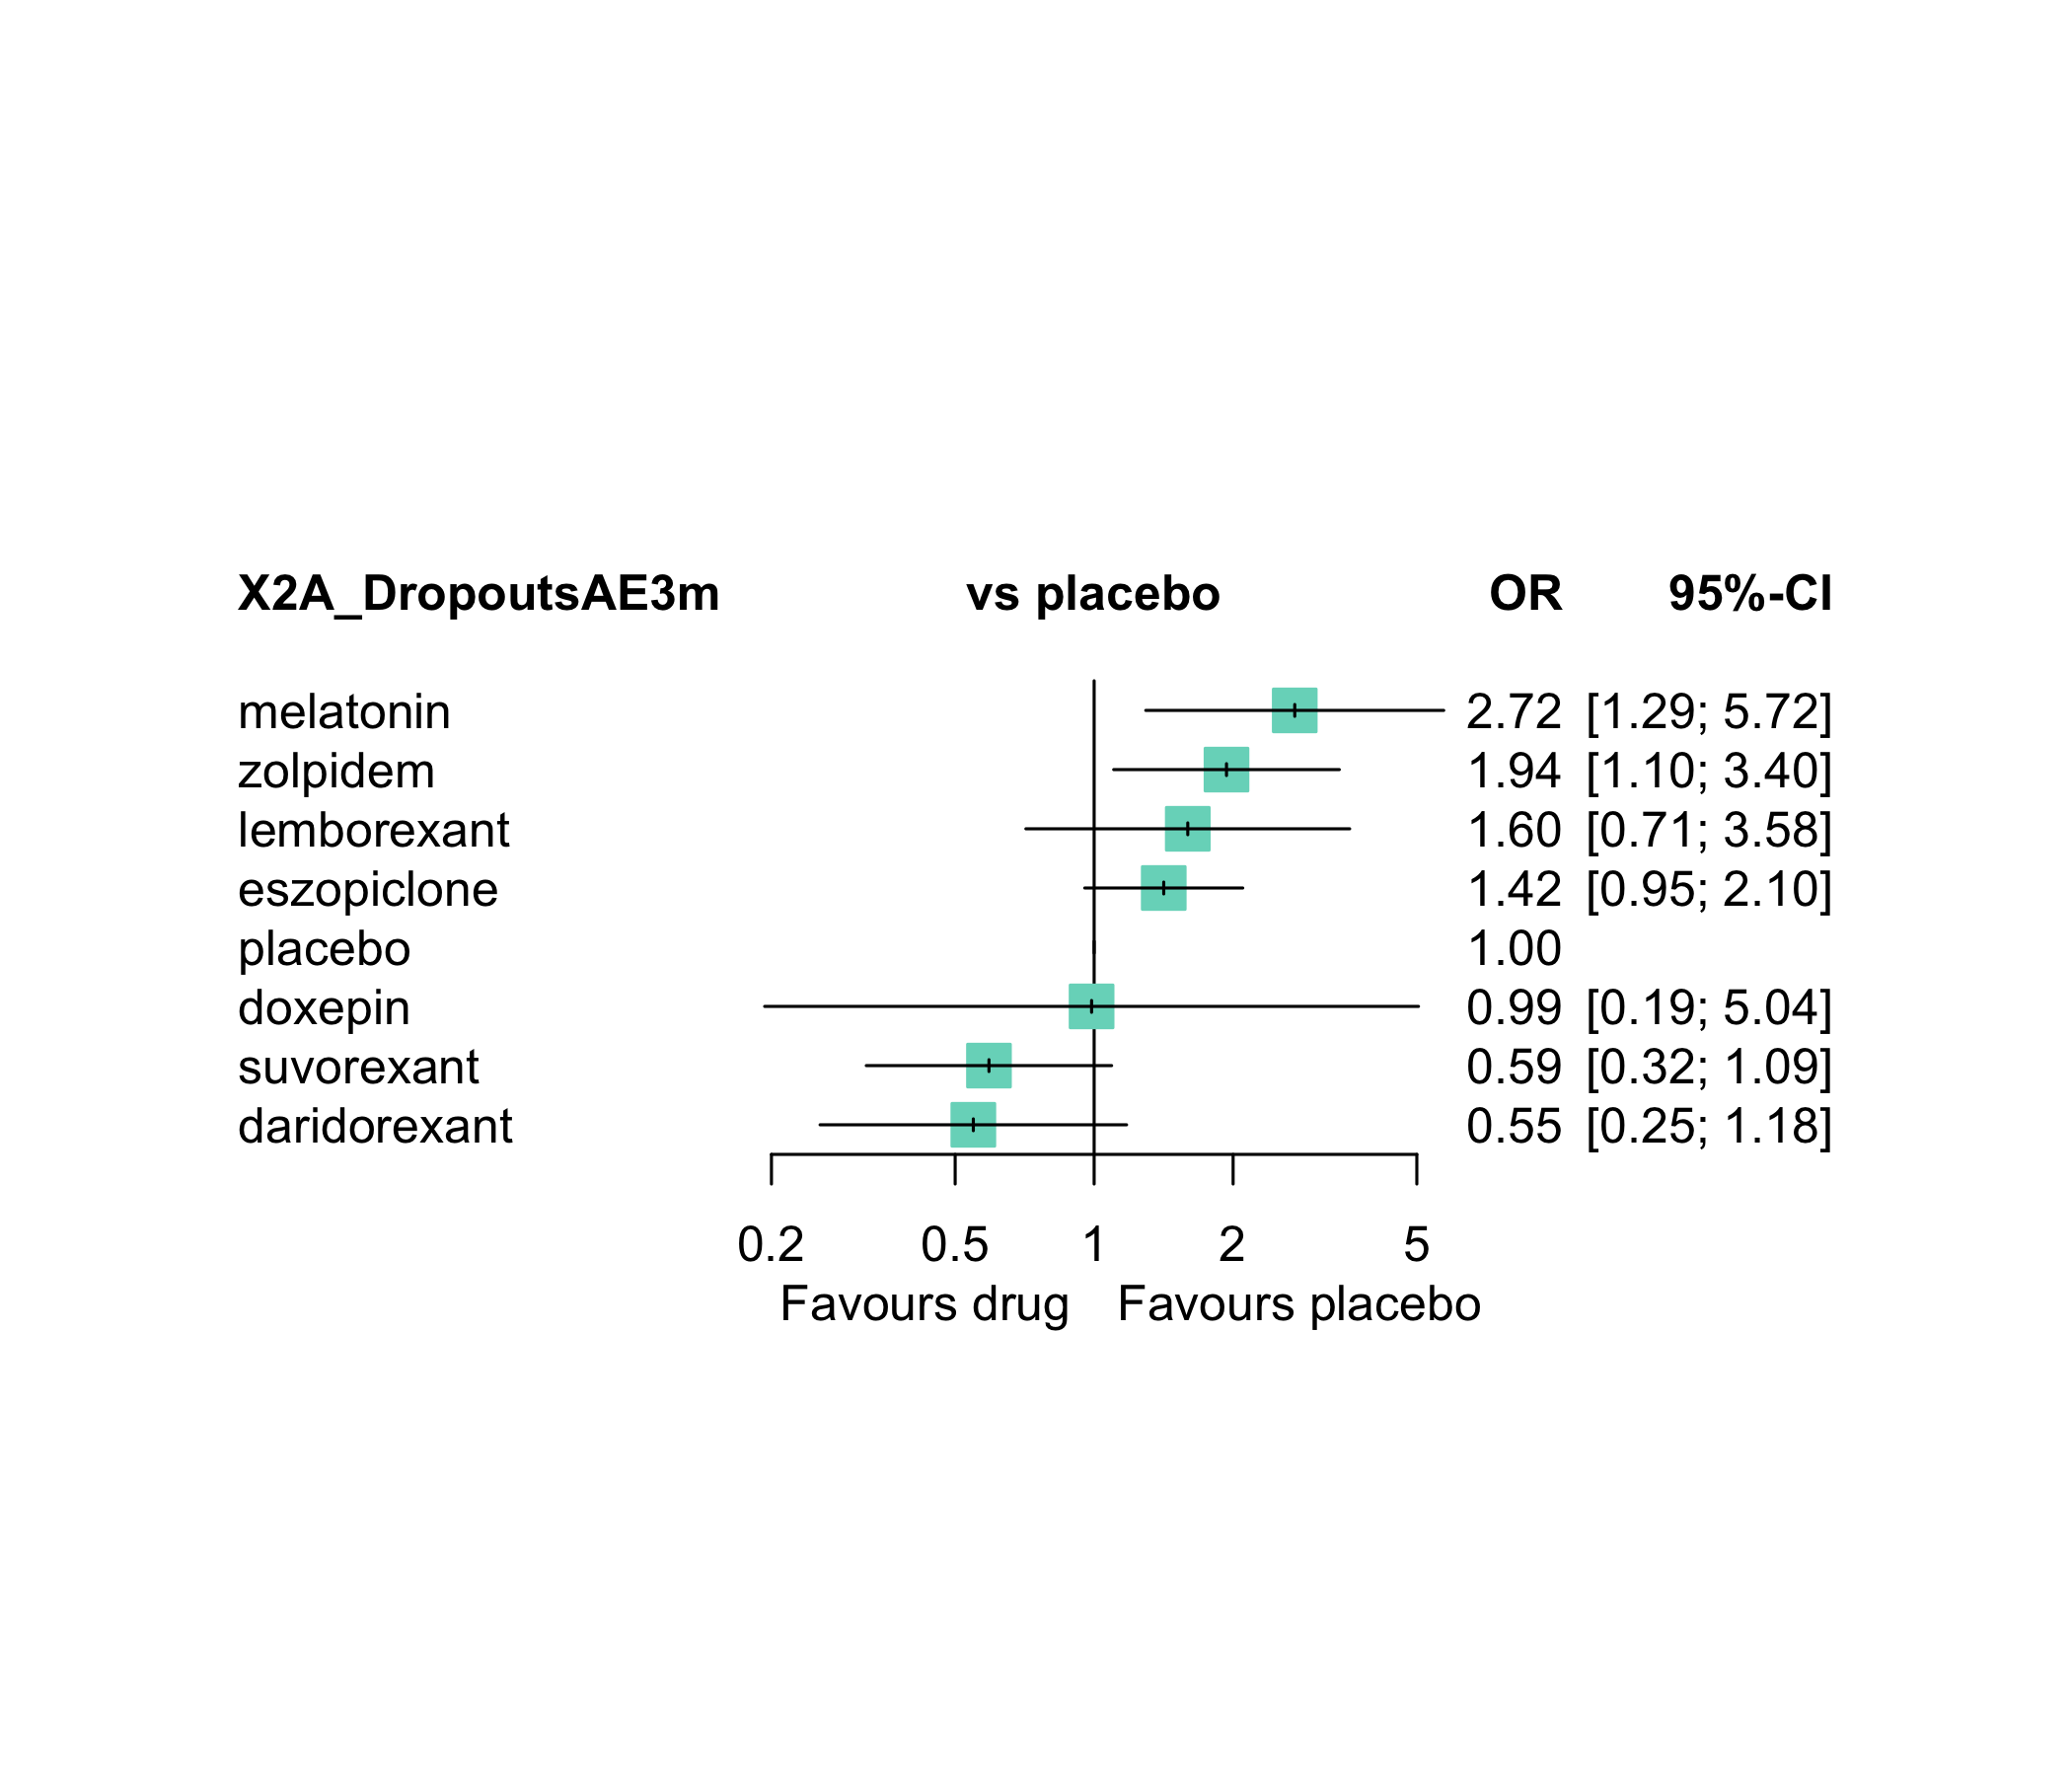 X2A_DropoutsAE3m vs placebo OR 95%-CI
melatonin 2.72 [1.29; 5.72]
zolpidem 1.94 [1.10; 3.40]
lemborexant 1.60 [0.71; 3.58]
eszopiclone 1.42 [0.95; 2.10]
placebo 1.00
doxepin 0.99 [0.19; 5.04]
suvorexant 0.59 [0.32; 1.09]
daridorexant 0.55 [0.25; 1.18]
0.2 0.5 1 2 5
Favours drug Favours placebo